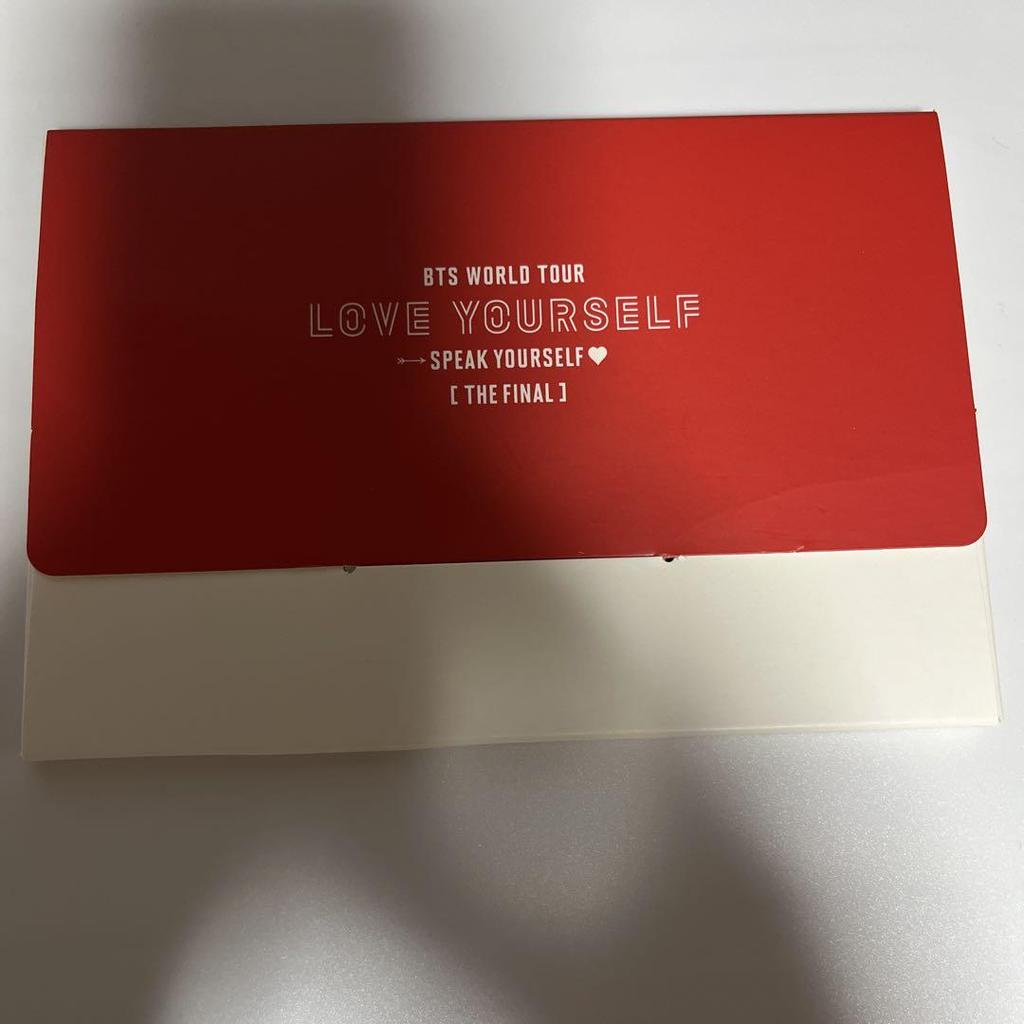 BTS WORLD TOUR
LOVE YOURSELF
SPEAK YOURSELF
[ THE FINAL ]